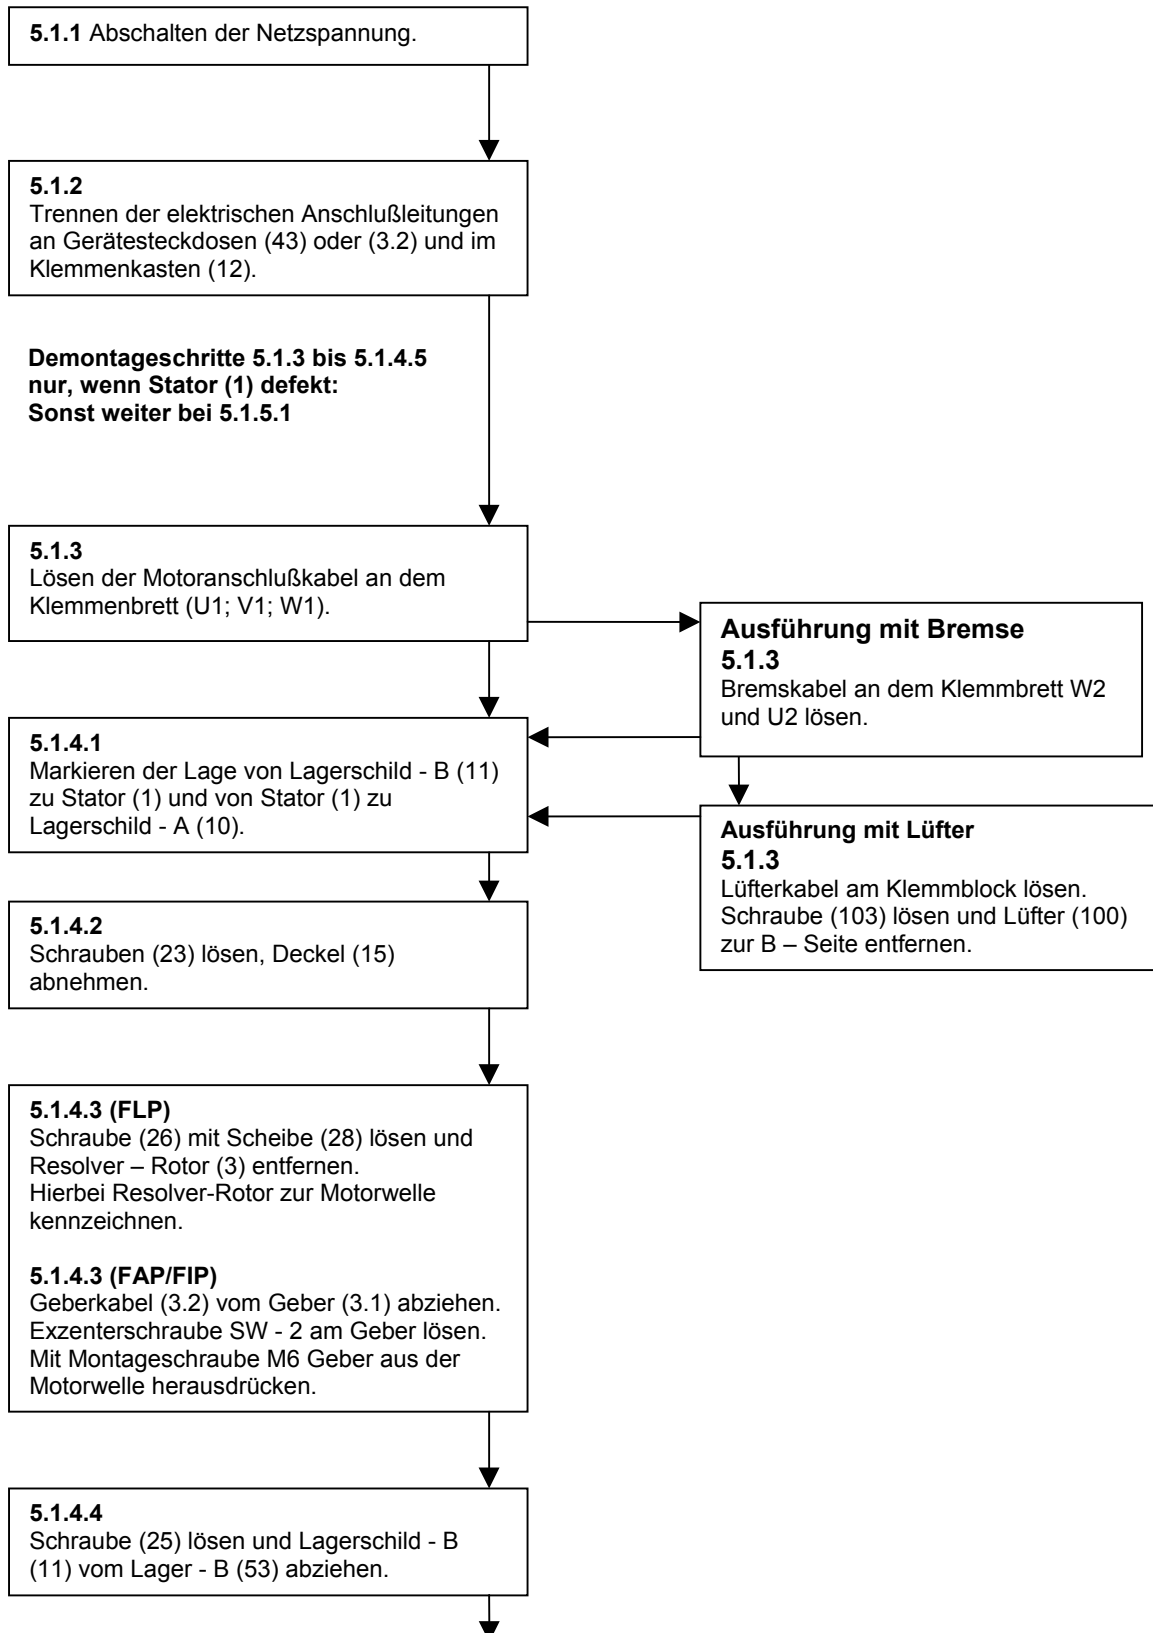 5.1.1 Abschalten der Netzspannung.
5.1.2
Trennen der elektrischen Anschlußleitungen
an Gerätesteckdosen (43) oder (3.2) und im
Klemmenkasten (12).
Demontageschritte 5.1.3 bis 5.1.4.5
nur, wenn Stator (1) defekt:
Sonst weiter bei 5.1.5.1
5.1.3
Lösen der Motoranschlußkabel an dem
Klemmenbrett (U1; V1; W1).
Ausführung mit Bremse
5.1.3
Bremskabel an dem Klemmbrett W2
und U2 lösen.
5.1.4.1
Markieren der Lage von Lagerschild - B (11)
zu Stator (1) und von Stator (1) zu
Lagerschild - A (10).
Ausführung mit Lüfter
5.1.3
Lüfterkabel am Klemmblock lösen.
Schraube (103) lösen und Lüfter (100)
zur B – Seite entfernen.
5.1.4.2
Schrauben (23) lösen, Deckel (15)
abnehmen.
5.1.4.3 (FLP)
Schraube (26) mit Scheibe (28) lösen und
Resolver – Rotor (3) entfernen.
Hierbei Resolver-Rotor zur Motorwelle
kennzeichnen.
5.1.4.3 (FAP/FIP)
Geberkabel (3.2) vom Geber (3.1) abziehen.
Exzenterschraube SW - 2 am Geber lösen.
Mit Montageschraube M6 Geber aus der
Motorwelle herausdrücken.
5.1.4.4
Schraube (25) lösen und Lagerschild - B
(11) vom Lager - B (53) abziehen.